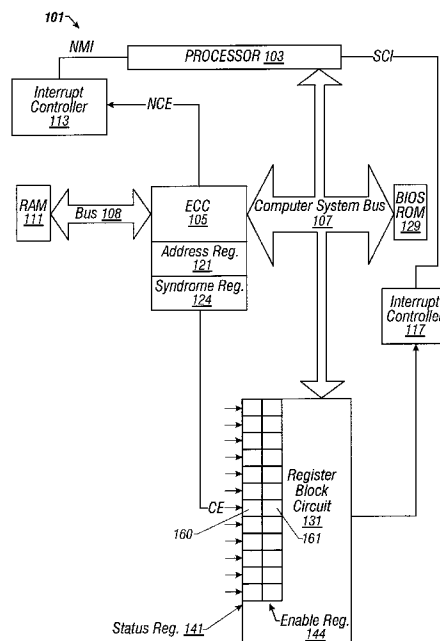 101
NMI
PROCESSOR 103
SCI
Interrupt
Controller
113
NCE
RAM
111
Bus 108
ECC
105
Computer System Bus
107
BIOS
ROM
129
Address Reg.
121
Syndrome Reg.
124
Interrupt
Controller
117
Register
Block
Circuit
131
CE
160
161
Status Reg. 141
Enable Reg.
144